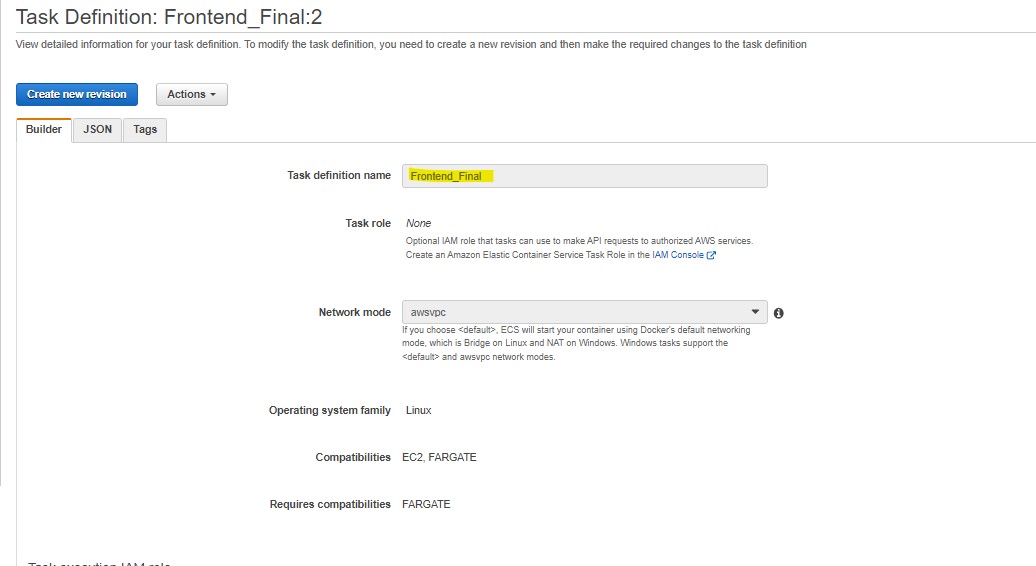 Task Definition: Frontend_Final:2
View detailed information for your task definition. To modify the task definition, you need to create a new revision and then make the required changes to the task definition
Create new revision
Actions
Builder
JSON
Tags
Task definition name Frontend_Final
Task role None
Optional IAM role that tasks can use to make API requests to authorized AWS services.
Create an Amazon Elastic Container Service Task Role in the IAM Console
Network mode awsvpc
If you choose <default>, ECS will start your container using Docker's default networking
mode, which is Bridge on Linux and NAT on Windows. Windows tasks support the
<default> and awsvpc network modes.
Operating system family Linux
Compatibilities EC2, FARGATE
Requires compatibilities FARGATE
Task execution IAM role